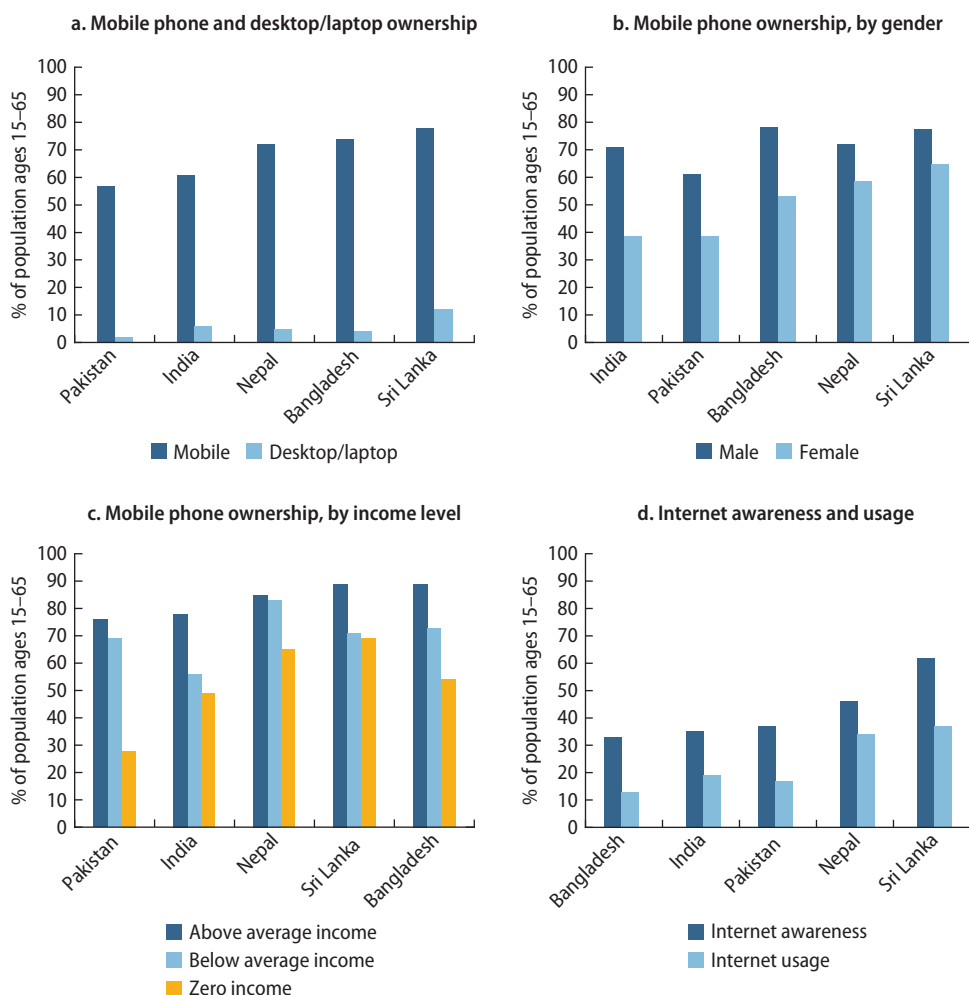 a. Mobile phone and desktop/laptop ownership
% of population ages 15–65
100
90
80
70
60
50
40
30
20
10
0
Pakistan
India
Nepal
Bangladesh
Sri Lanka
Mobile
Desktop/laptop
b. Mobile phone ownership, by gender
% of population ages 15–65
100
90
80
70
60
50
40
30
20
10
0
India
Pakistan
Bangladesh
Nepal
Sri Lanka
Male
Female
c. Mobile phone ownership, by income level
% of population ages 15–65
100
90
80
70
60
50
40
30
20
10
0
Pakistan
India
Nepal
Sri Lanka
Bangladesh
Above average income
Below average income
Zero income
d. Internet awareness and usage
% of population ages 15–65
100
90
80
70
60
50
40
30
20
10
0
Bangladesh
India
Pakistan
Nepal
Sri Lanka
Internet awareness
Internet usage